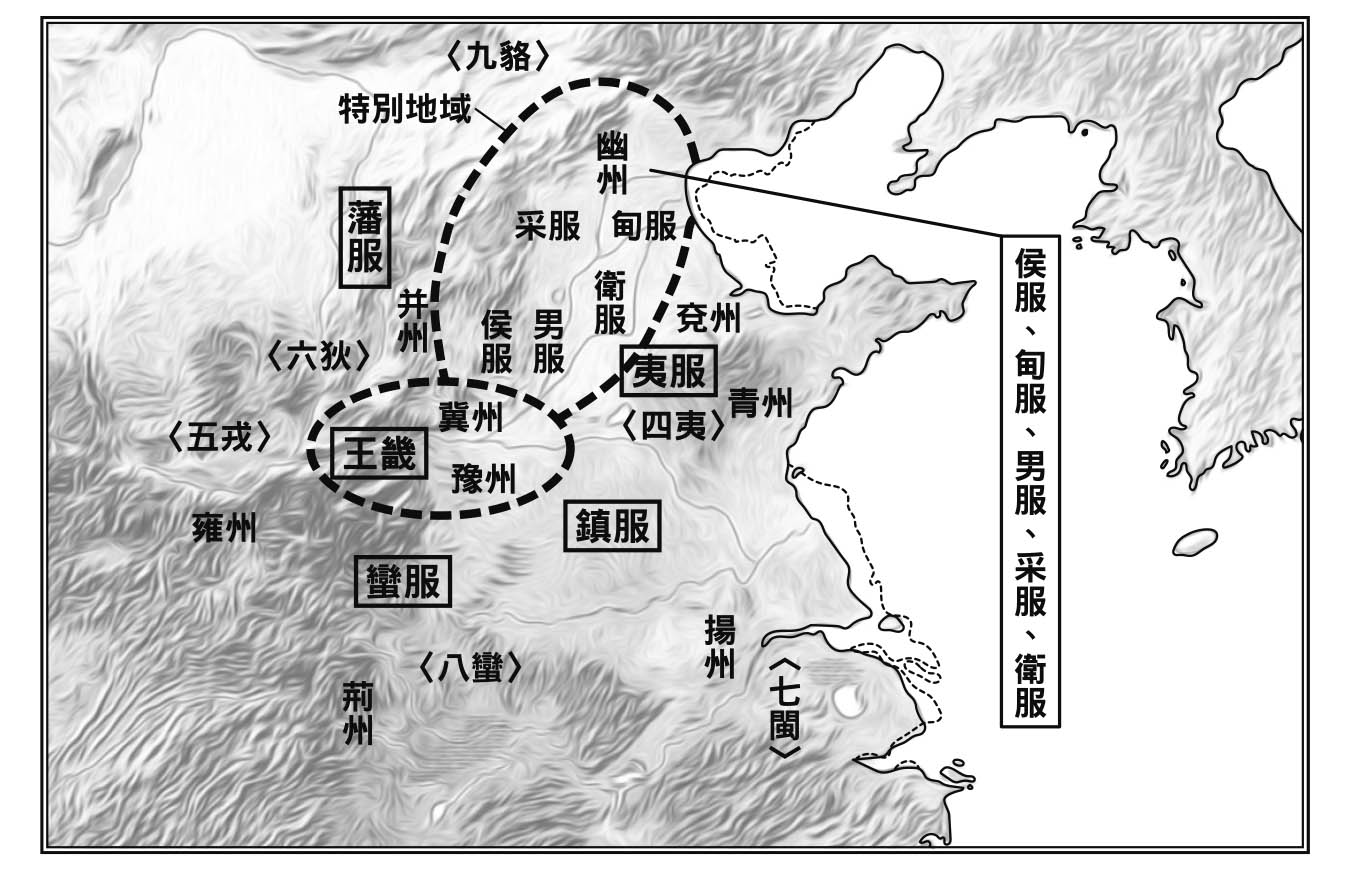 〈九貉〉
特別地域
幽州
采服
甸服
藩服
衛服
并州
侯服
男服
兗州
〈六狄〉
夷服
青州
冀州
〈四夷〉
〈五戎〉
王畿
豫州
雍州
鎮服
蠻服
揚州
〈八蠻〉
〈七閩〉
荊州
侯服、甸服、男服、采服、衛服